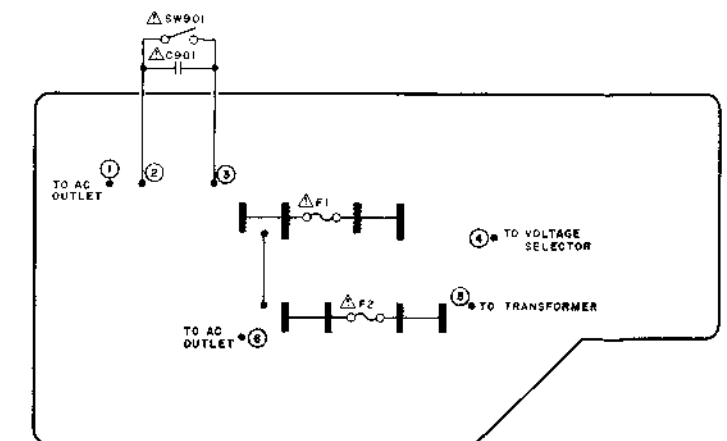 ⚠ SW901
⚠ C901
1
2
3
TO AC
OUTLET
⚠ F1
4
TO VOLTAGE
SELECTOR
⚠ F2
5
TO TRANSFORMER
TO AC
OUTLET
6